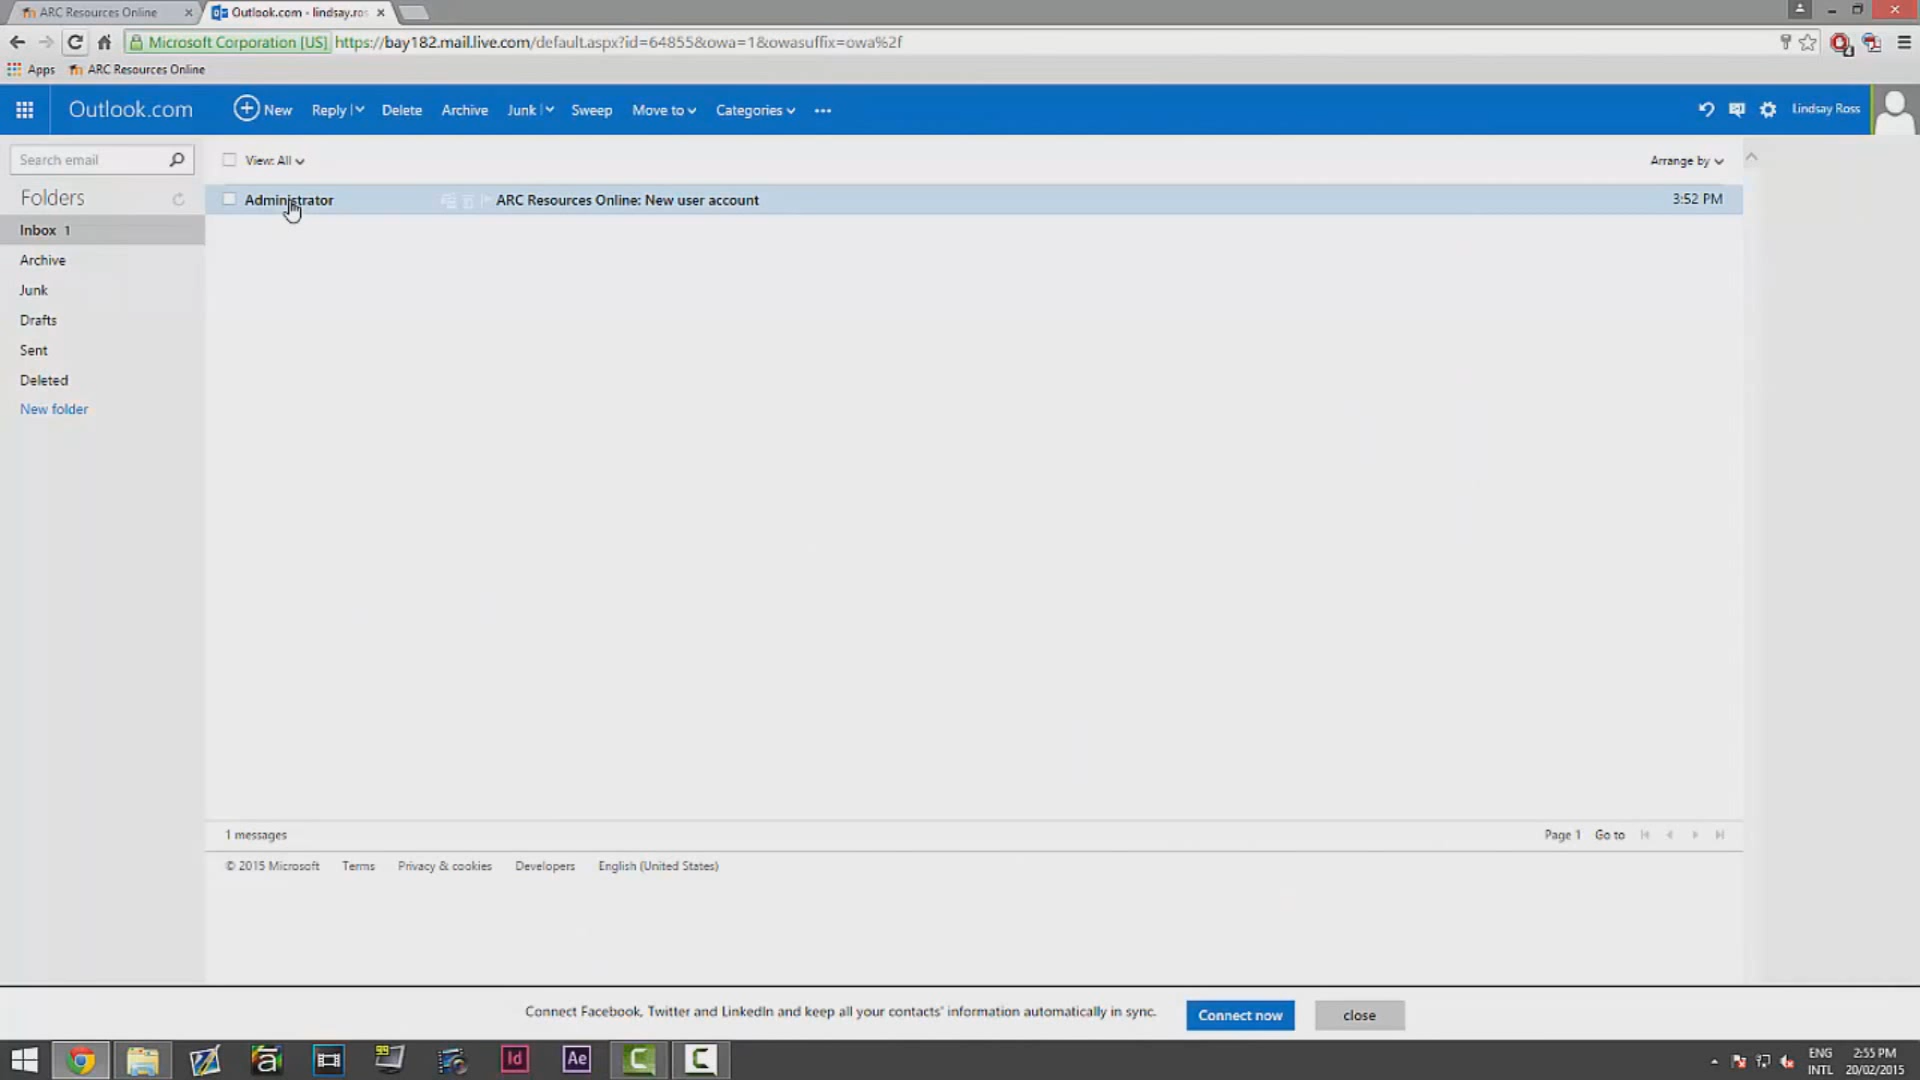 ARC Resources Online
Outlook.com - lindsay.ros
Microsoft Corporation [US] https://bay182.mail.live.com/default.aspx?id=64855&owa=1&owasuffix=owa%2f
Apps ARC Resources Online
Outlook.com New Reply Delete Archive Junk Sweep Move to Categories Lindsay Ross
Search email View: All Arrange by
Folders
Administrator ARC Resources Online: New user account 3:52 PM
Inbox 1
Archive
Junk
Drafts
Sent
Deleted
New folder
1 messages Page 1 Go to
© 2015 Microsoft Terms Privacy & cookies Developers English (United States)
Connect Facebook, Twitter and LinkedIn and keep all your contacts' information automatically in sync. Connect now close
Id Ae
ENG 2:55 PM
INTL 20/02/2015